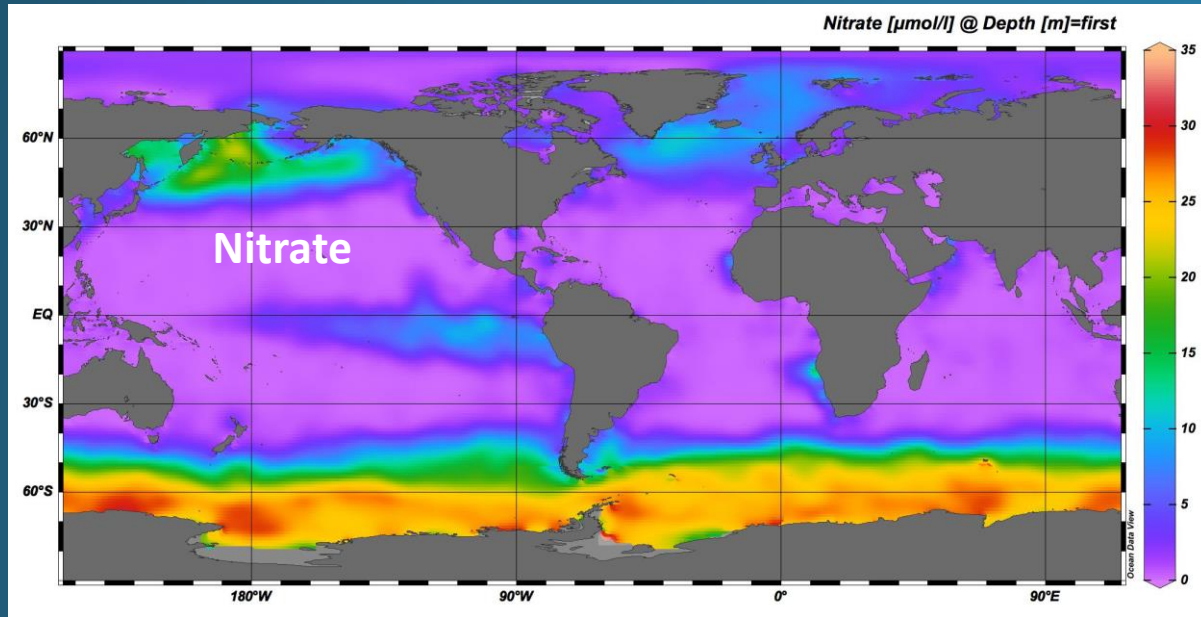 Nitrate [µmol/l] @ Depth [m]=first
60°N
30°N
EQ
30°S
60°S
180°W
90°W
0°
90°E
Nitrate
35
30
25
20
15
10
5
0
Ocean Data View